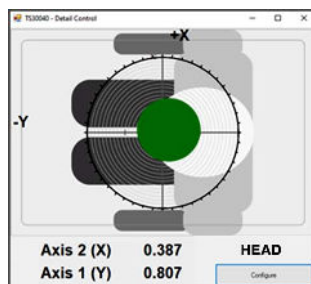 TS30040 - Detail Control
+X
-Y
Axis 2 (X) 0.387 HEAD
Axis 1 (Y) 0.807
Configure